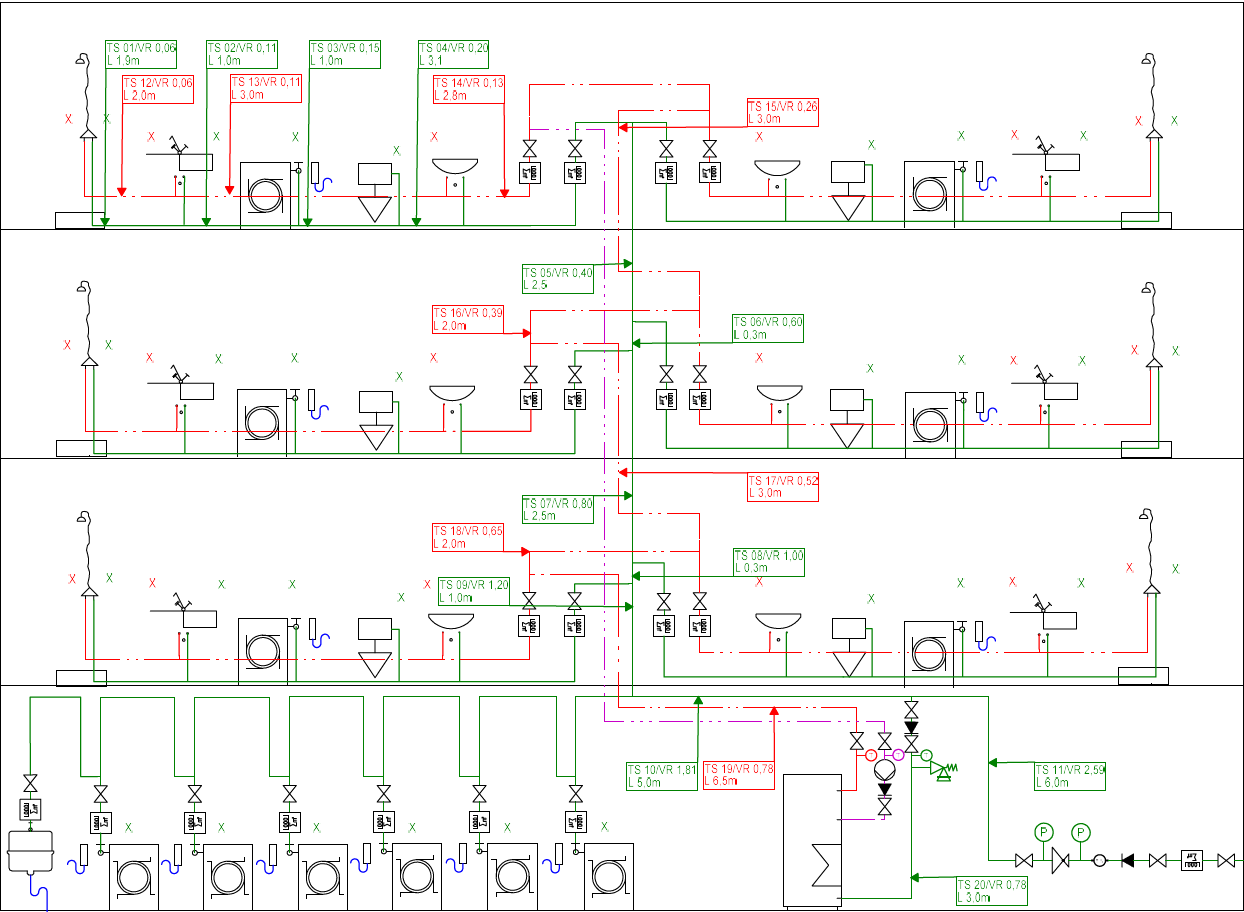 TS 01/VR 0,06
L 1,9m
TS 02/VR 0,11
L 1,0m
TS 03/VR 0,15
L 1,0m
TS 04/VR 0,20
L 3,1
TS 12/VR 0,06
L 2,0m
TS 13/VR 0,11
L 3,0m
TS 14/VR 0,13
L 2,8m
TS 15/VR 0,26
L 3,0m
X X X X X X X
X X X X X X X
TS 05/VR 0,40
L 2,5
TS 16/VR 0,39
L 2,0m
TS 06/VR 0,60
L 0,3m
X X X X X X X
X X X X X X X
TS 17/VR 0,52
L 3,0m
TS 07/VR 0,80
L 2,5m
TS 18/VR 0,65
L 2,0m
TS 08/VR 1,00
L 0,3m
TS 09/VR 1,20
L 1,0m
X X X X X X X
X X X X X X X
TS 10/VR 1,81
L 5,0m
TS 19/VR 0,78
L 6,5m
T T T
TS 11/VR 2,59
L 6,0m
P P
X X X X X X
TS 20/VR 0,78
L 3,0m